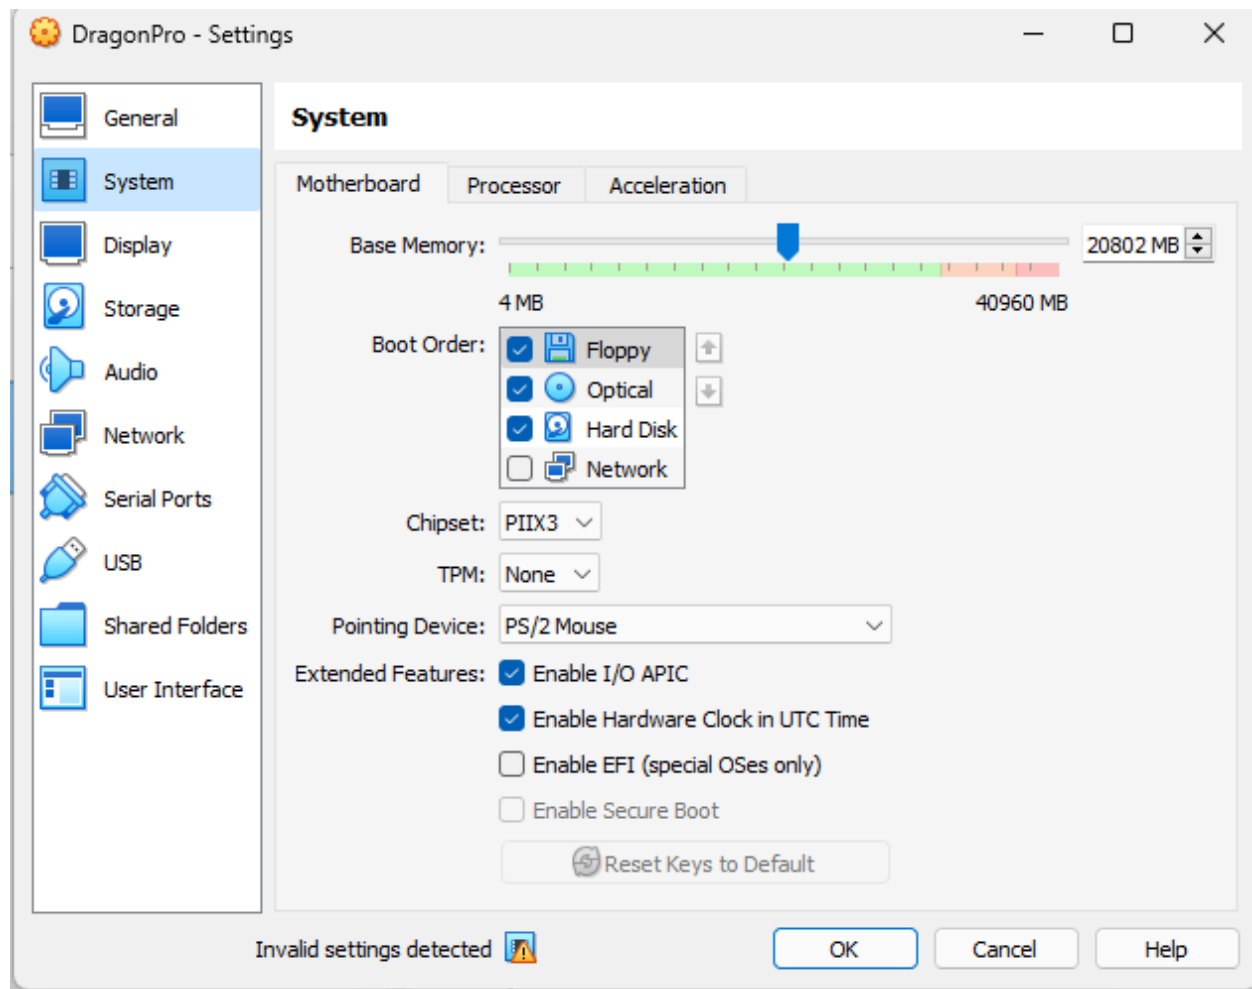 DragonPro - Settings
General
System
Display
Storage
Audio
Network
Serial Ports
USB
Shared Folders
User Interface
System
Motherboard Processor Acceleration
Base Memory: 20802 MB
4 MB 40960 MB
Boot Order: Floppy
Optical
Hard Disk
Network
Chipset: PIIX3
TPM: None
Pointing Device: PS/2 Mouse
Extended Features: Enable I/O APIC
Enable Hardware Clock in UTC Time
Enable EFI (special OSes only)
Enable Secure Boot
Reset Keys to Default
Invalid settings detected OK Cancel Help